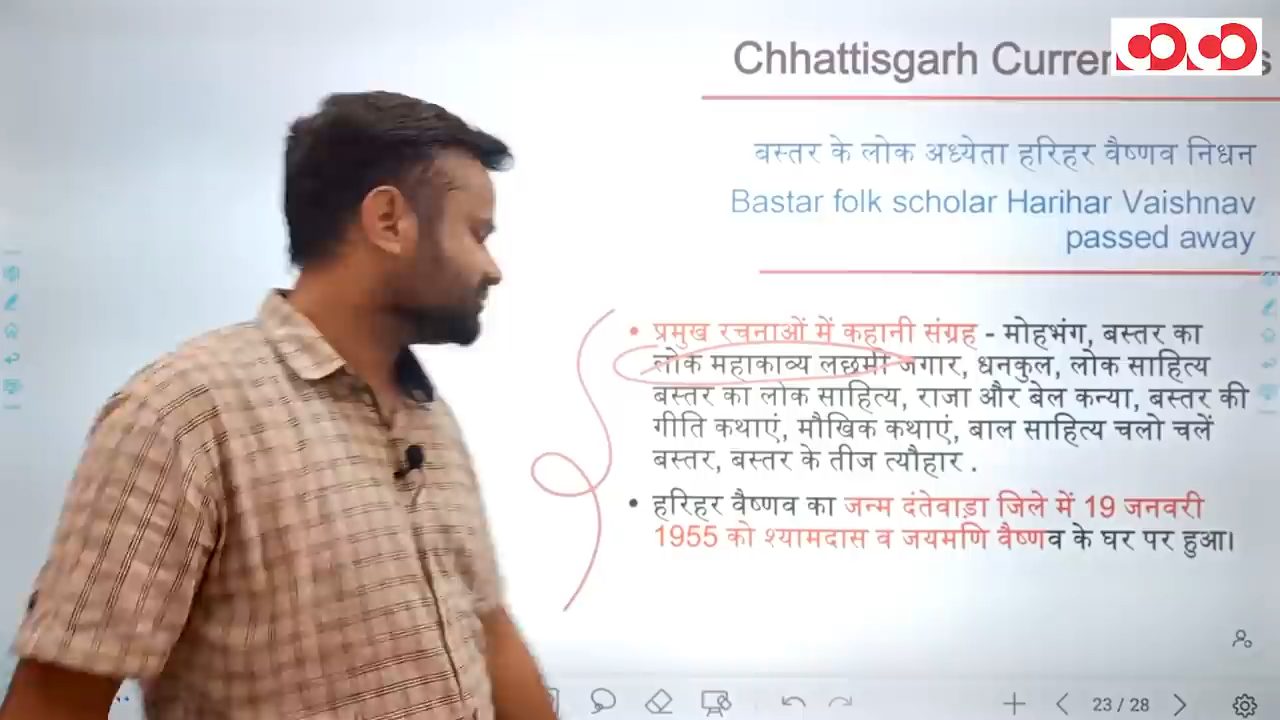 Chhattisgarh Curren s
बस्तर के लोक अध्येता हरिहर वैष्णव निधन
Bastar folk scholar Harihar Vaishnav
passed away
• प्रमुख रचनाओं में कहानी संग्रह - मोहभंग, बस्तर का
लोक महाकाव्य लछमी जगार, धनकुल, लोक साहित्य
बस्तर का लोक साहित्य, राजा और बेल कन्या, बस्तर की
गीति कथाएं, मौखिक कथाएं, बाल साहित्य चलो चलें
बस्तर, बस्तर के तीज त्यौहार .
• हरिहर वैष्णव का जन्म दंतेवाड़ा जिले में 19 जनवरी
1955 को श्यामदास व जयमणि वैष्णव के घर पर हुआ।
23 / 28